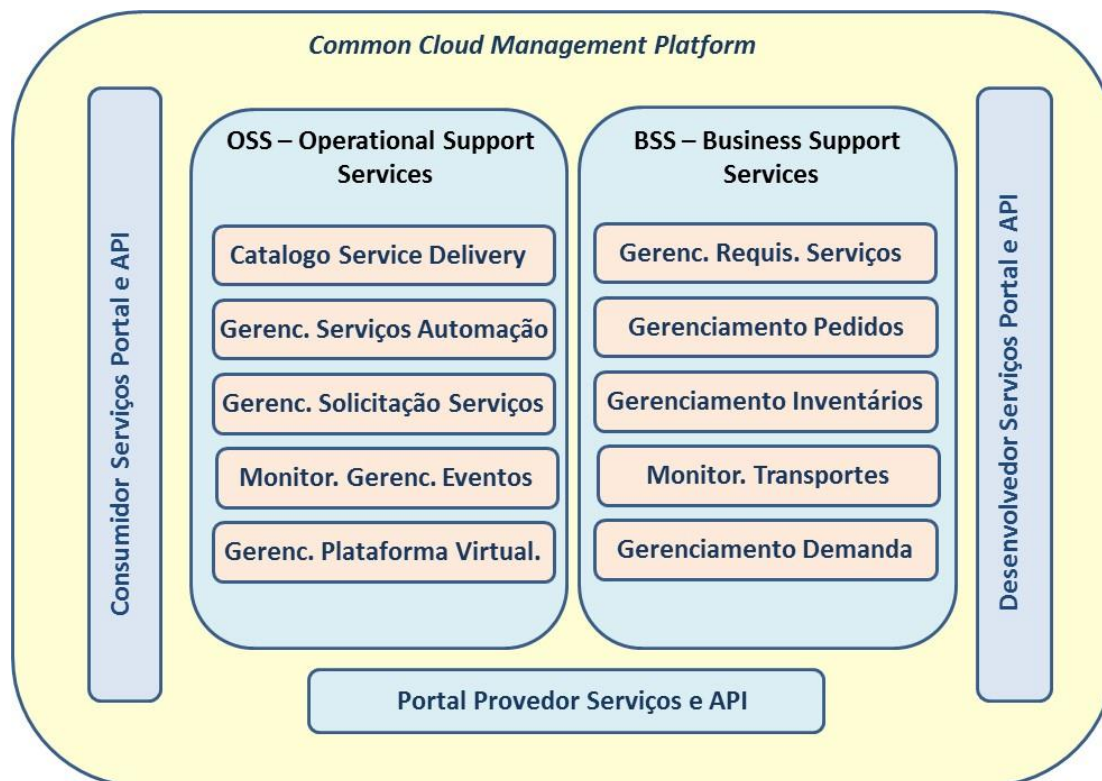 Common Cloud Management Platform
Consumidor Serviços Portal e API
OSS – Operational Support
Services
Catalogo Service Delivery
Gerenc. Serviços Automação
Gerenc. Solicitação Serviços
Monitor. Gerenc. Eventos
Gerenc. Plataforma Virtual.
BSS – Business Support
Services
Gerenc. Requis. Serviços
Gerenciamento Pedidos
Gerenciamento Inventários
Monitor. Transportes
Gerenciamento Demanda
Desenvolvedor Serviços Portal e API
Portal Provedor Serviços e API